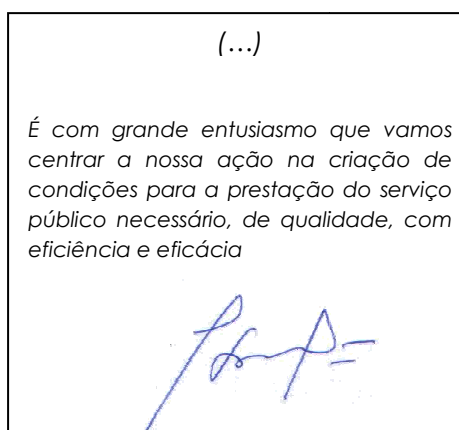 (…)
É com grande entusiasmo que vamos
centrar a nossa ação na criação de
condições para a prestação do serviço
público necessário, de qualidade, com
eficiência e eficácia